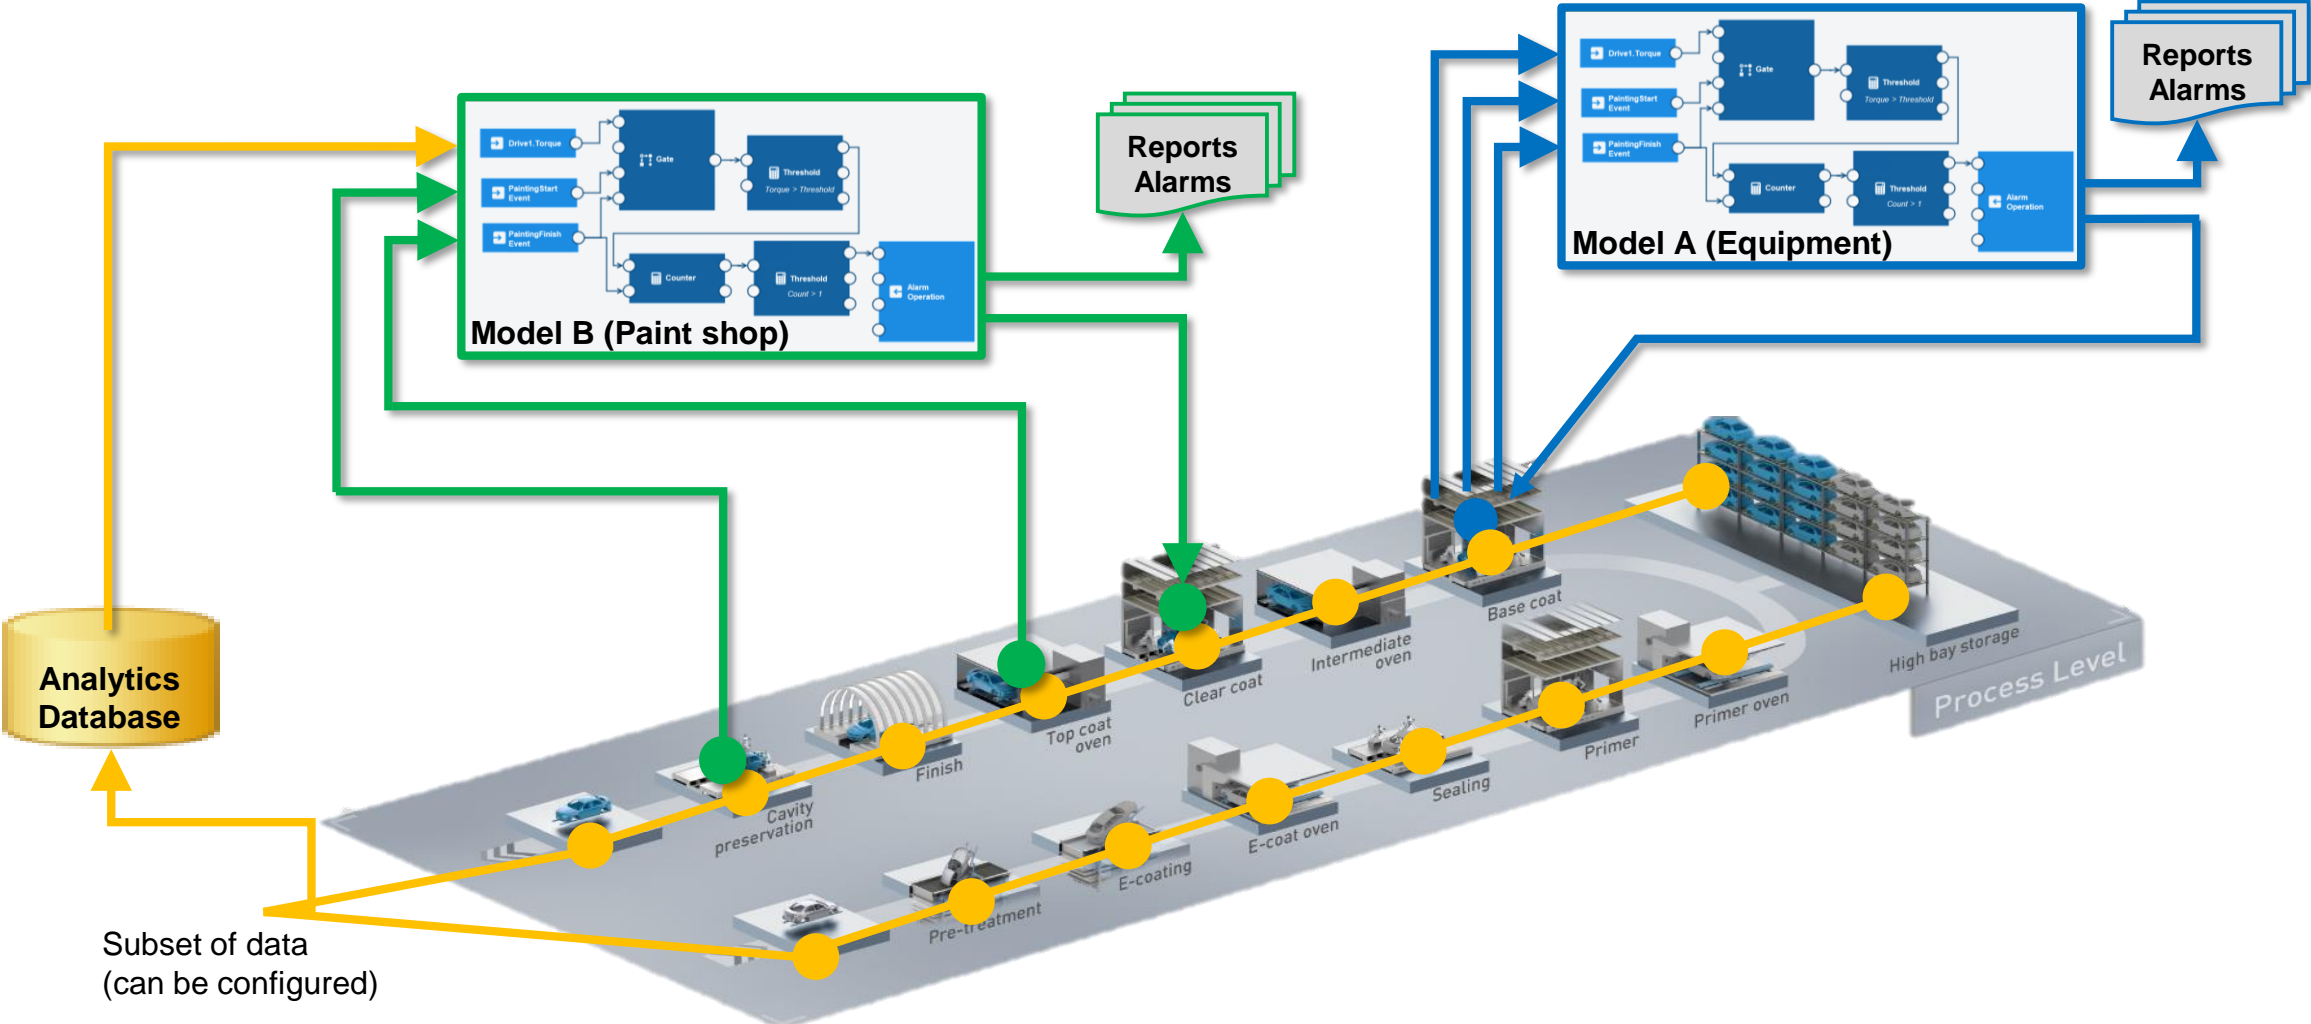 Drive1.Torque
PaintingStart
Event
PaintingFinish
Event
Gate
Threshold
Torque > Threshold
Counter
Threshold
Count > 1
Alarm
Operation
Model B (Paint shop)
Reports
Alarms
Drive1.Torque
PaintingStart
Event
PaintingFinish
Event
Gate
Threshold
Torque > Threshold
Counter
Threshold
Count > 1
Alarm
Operation
Model A (Equipment)
Reports
Alarms
Analytics
Database
Subset of data
(can be configured)
Cavity
preservation
Finish
Top coat
oven
Clear coat
Intermediate
oven
Base coat
High bay storage
Process Level
Primer oven
Primer
Sealing
E-coat oven
E-coating
Pre-treatment